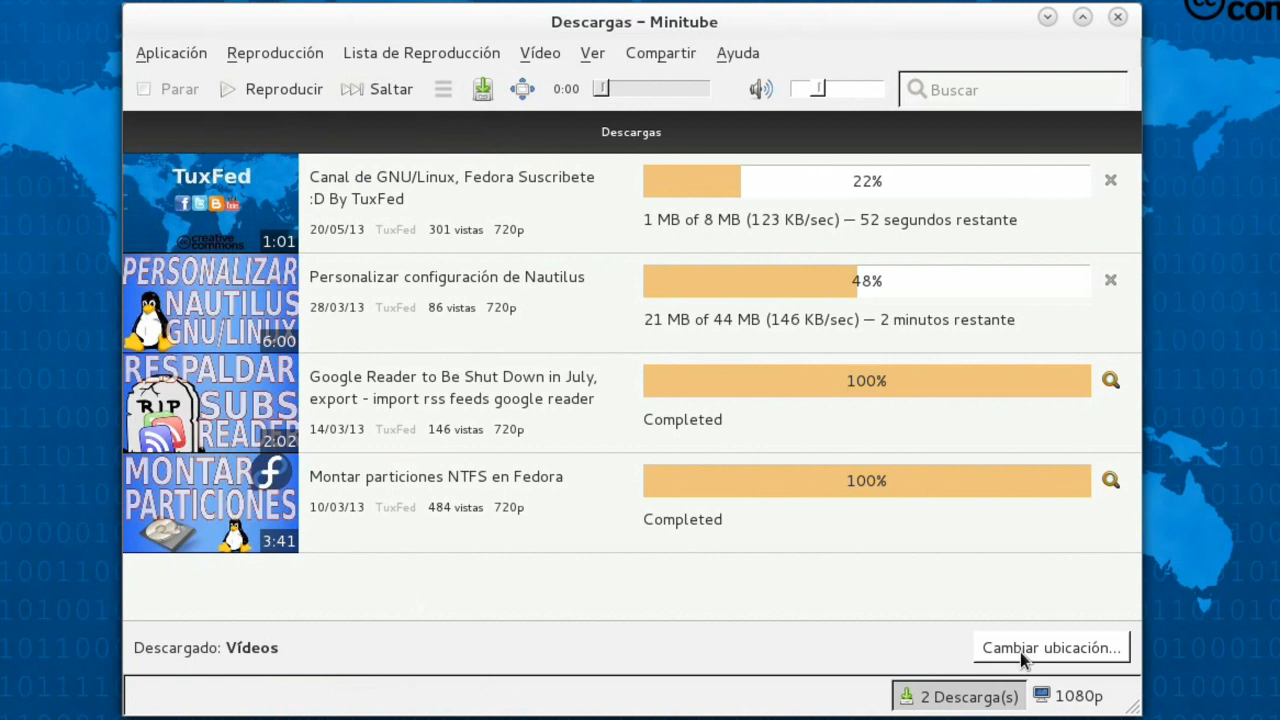 Descargas – Minitube
Aplicación Reproducción Lista de Reproducción Vídeo Ver Compartir Ayuda
Parar Reproducir Saltar 0:00 Buscar
Descargas
TuxFed
creative commons
1:01
Canal de GNU/Linux, Fedora Suscribete
:D By TuxFed
20/05/13 TuxFed 301 vistas 720p
22%
1 MB of 8 MB (123 KB/sec) — 52 segundos restante
PERSONALIZAR
NAUTILUS
GNU/LINUX
6:00
Personalizar configuración de Nautilus
28/03/13 TuxFed 86 vistas 720p
48%
21 MB of 44 MB (146 KB/sec) — 2 minutos restante
RESPALDAR
RIP SUBS
READER
2:02
Google Reader to Be Shut Down in July,
export - import rss feeds google reader
14/03/13 TuxFed 146 vistas 720p
100%
Completed
MONTAR
PARTICIONES
3:41
Montar particiones NTFS en Fedora
10/03/13 TuxFed 484 vistas 720p
100%
Completed
Descargado: Vídeos
Cambiar ubicación...
2 Descarga(s) 1080p